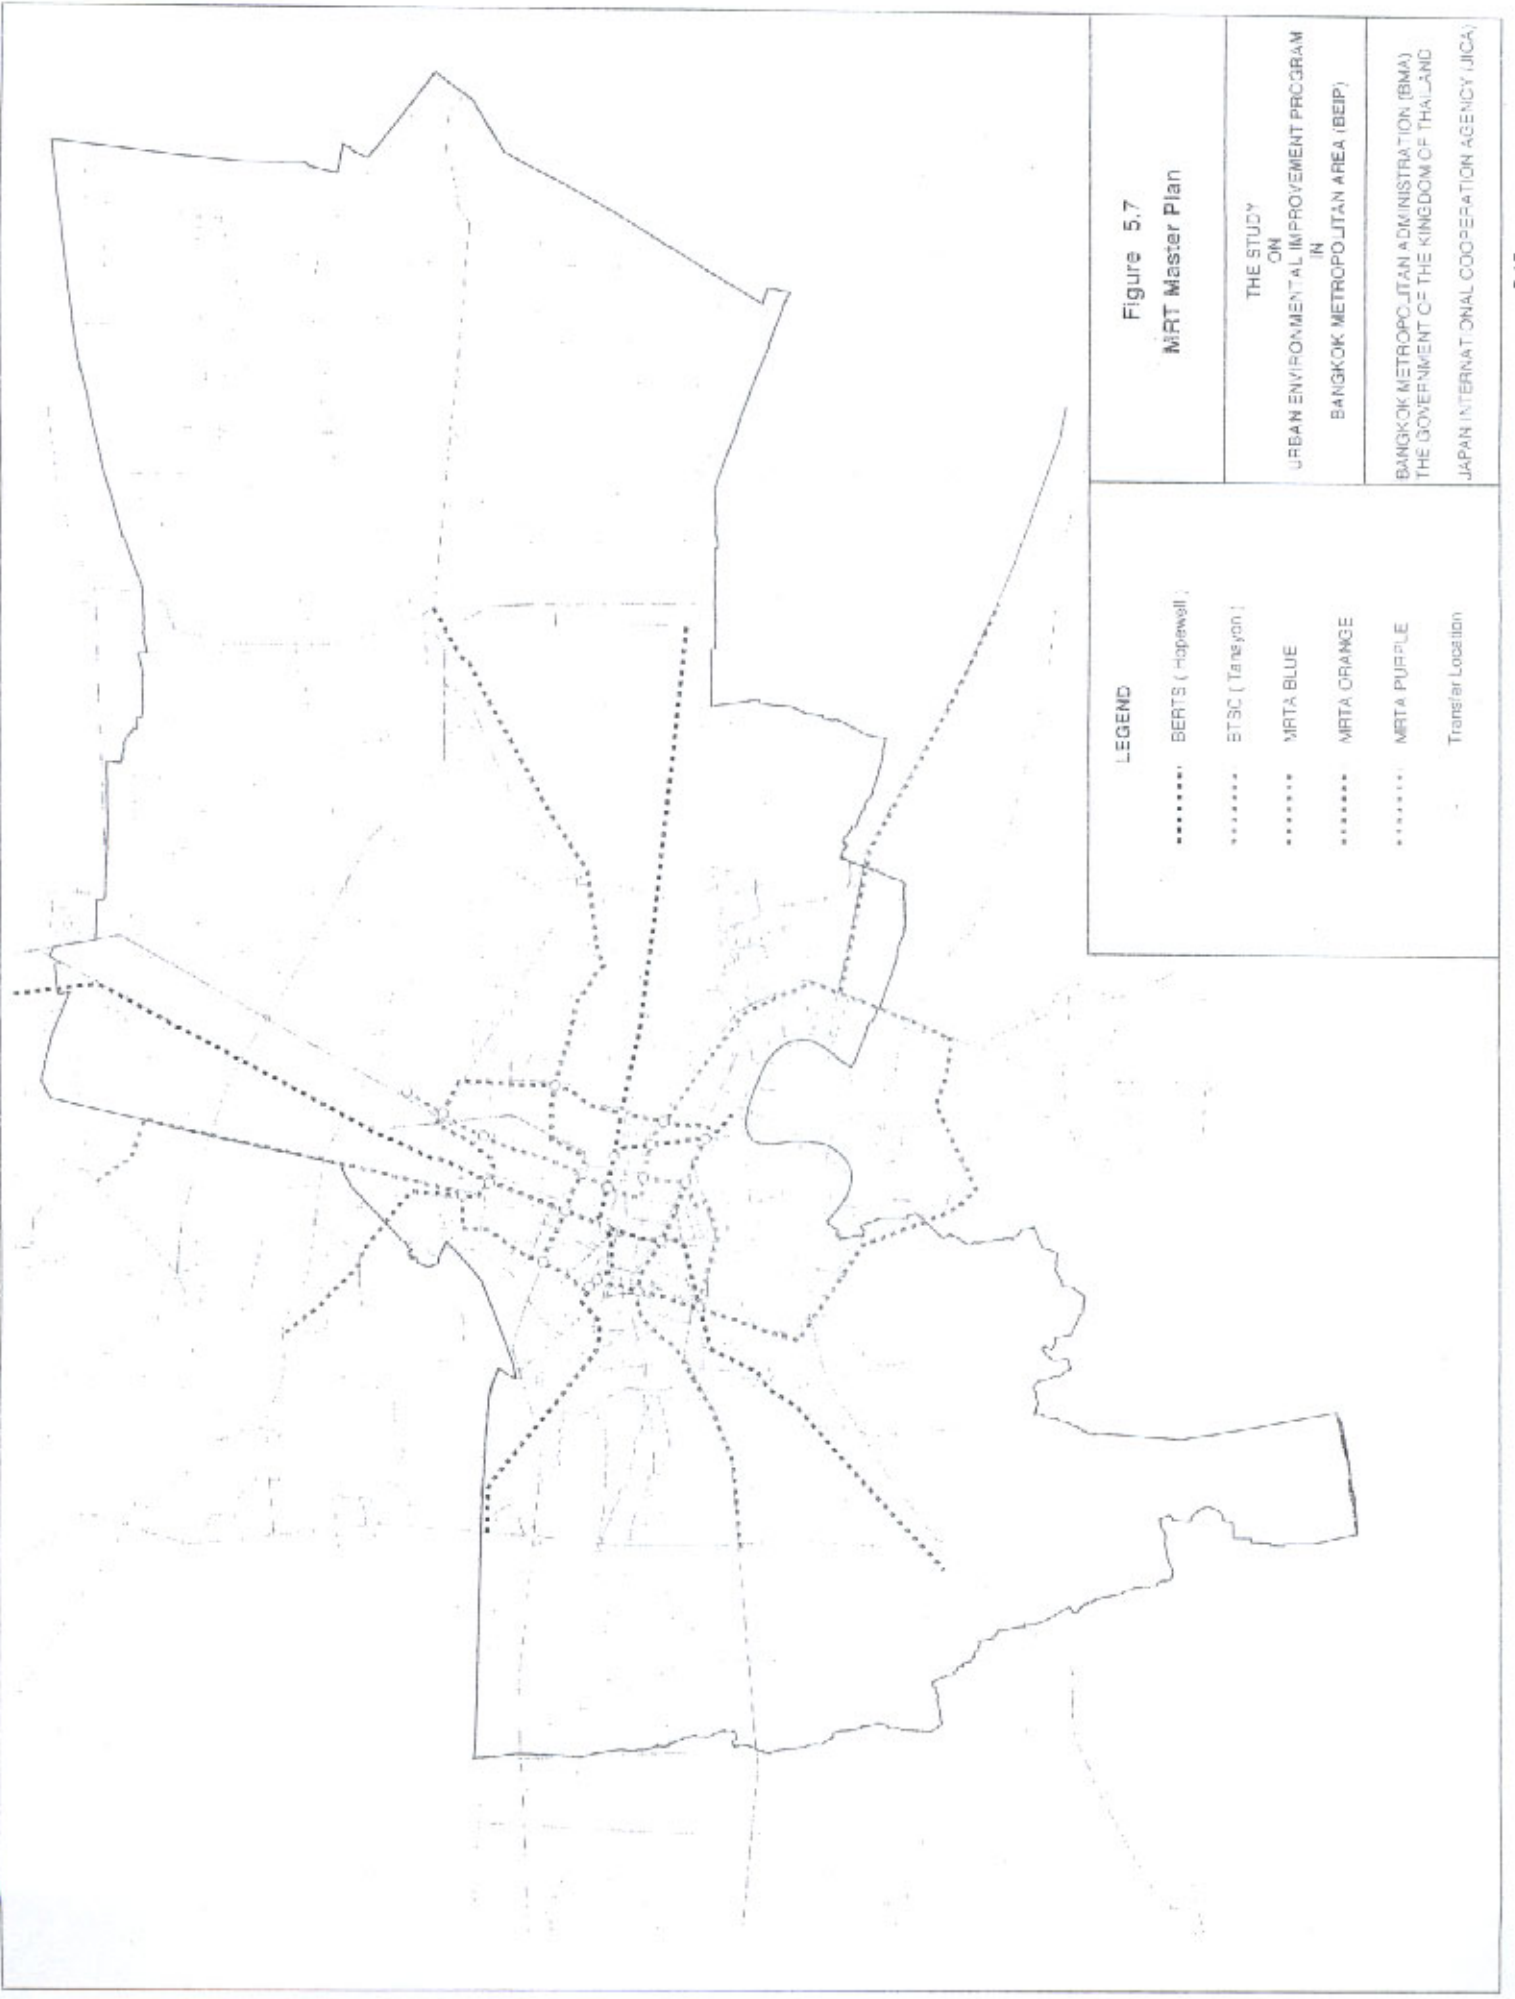 Figure 5.7
MRT Master Plan
THE STUDY
ON
URBAN ENVIRONMENTAL IMPROVEMENT PROGRAM
IN
BANGKOK METROPOLITAN AREA (BEIP)
BANGKOK METROPOLITAN ADMINISTRATION (BMA)
THE GOVERNMENT OF THE KINGDOM OF THAILAND
JAPAN INTERNATIONAL COOPERATION AGENCY (JICA)
LEGEND
BERTS ( Hopewell )
BTSC ( Tanayon )
MRTA BLUE
MRTA ORANGE
MRTA PURPLE
Transfer Location